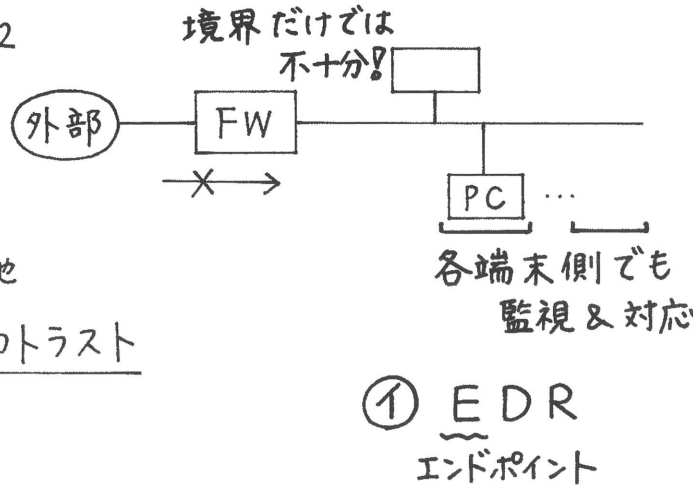 2
境界だけでは
不十分!
外部
FW
PC …
各端末側でも
監視&対応
他
トラスト
イ EDR
エンドポイント